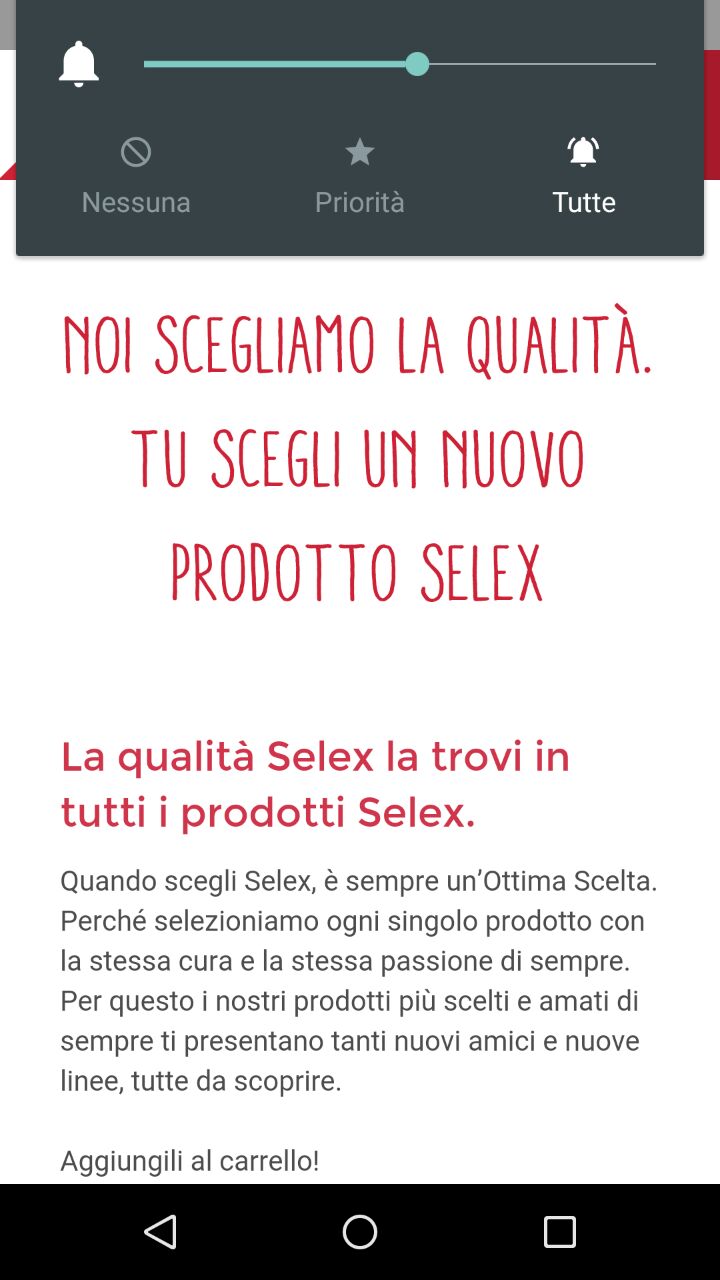 Nessuna Priorità Tutte
NOI SCEGLIAMO LA QUALITÀ.
TU SCEGLI UN NUOVO
PRODOTTO SELEX
La qualità Selex la trovi in
tutti i prodotti Selex.
Quando scegli Selex, è sempre un’Ottima Scelta.
Perché selezioniamo ogni singolo prodotto con
la stessa cura e la stessa passione di sempre.
Per questo i nostri prodotti più scelti e amati di
sempre ti presentano tanti nuovi amici e nuove
linee, tutte da scoprire.
Aggiungili al carrello!